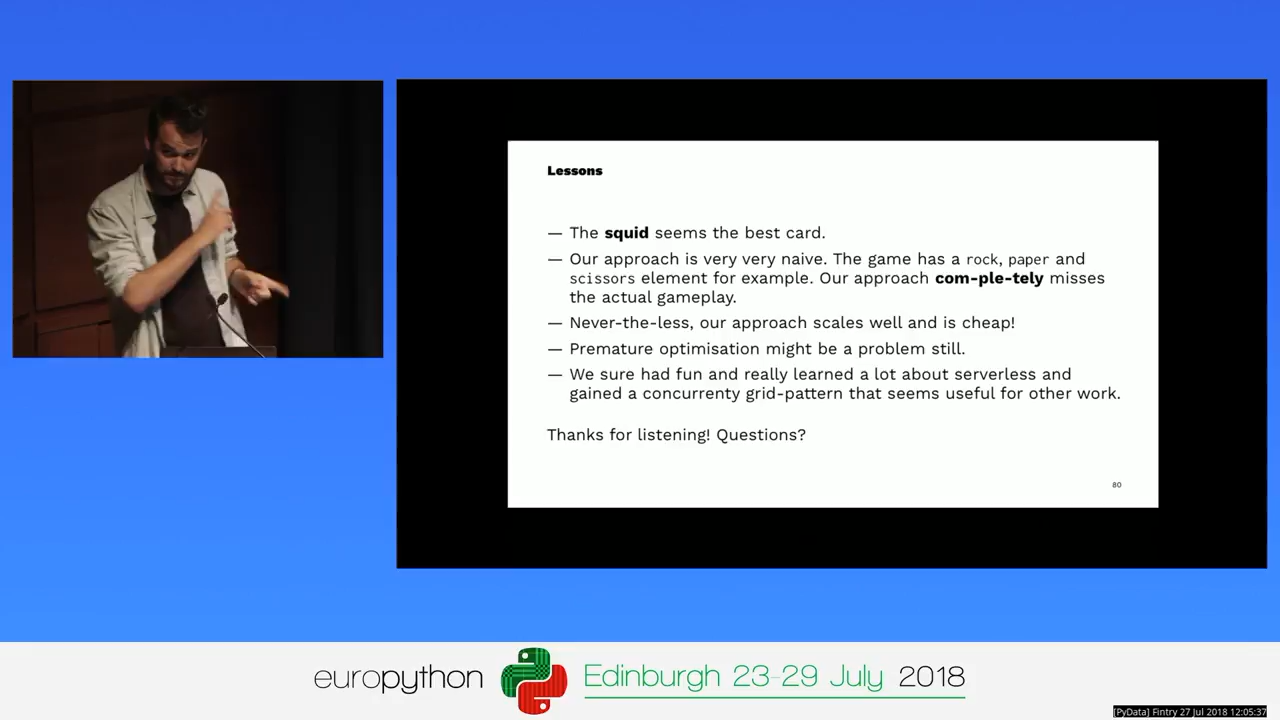 Lessons
— The squid seems the best card.
— Our approach is very very naive. The game has a rock, paper and
scissors element for example. Our approach com-ple-tely misses
the actual gameplay.
— Never-the-less, our approach scales well and is cheap!
— Premature optimisation might be a problem still.
— We sure had fun and really learned a lot about serverless and
gained a concurrenty grid-pattern that seems useful for other work.
Thanks for listening! Questions?
80
europython Edinburgh 23-29 July 2018
[PyData] Fintry 27 Jul 2018 12:05:37